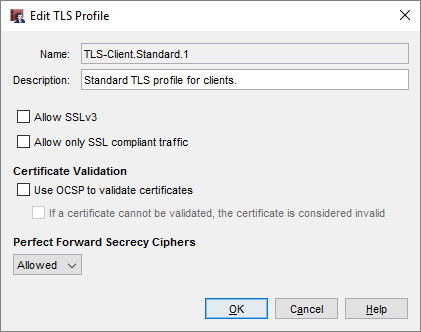 Edit TLS Profile
Name: TLS-Client.Standard.1
Description: Standard TLS profile for clients.
Allow SSLv3
Allow only SSL compliant traffic
Certificate Validation
Use OCSP to validate certificates
If a certificate cannot be validated, the certificate is considered invalid
Perfect Forward Secrecy Ciphers
Allowed
OK Cancel Help